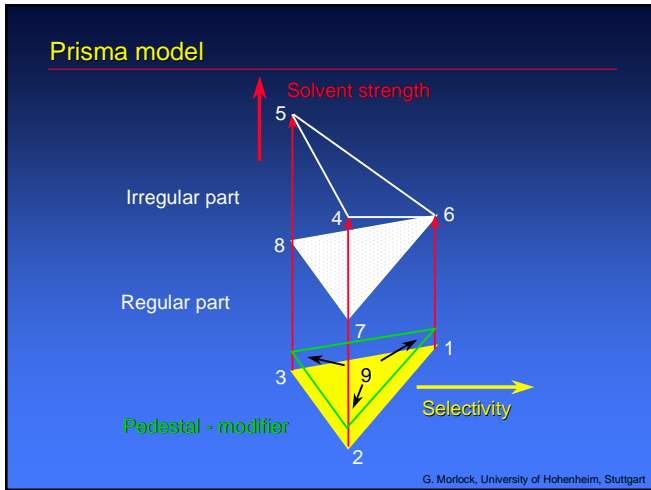 Prisma model
Solvent strength
5
Irregular part
4
6
8
Regular part
7
1
3
9
Selectivity
Pedestal - modifier
2
G. Morlock, University of Hohenheim, Stuttgart